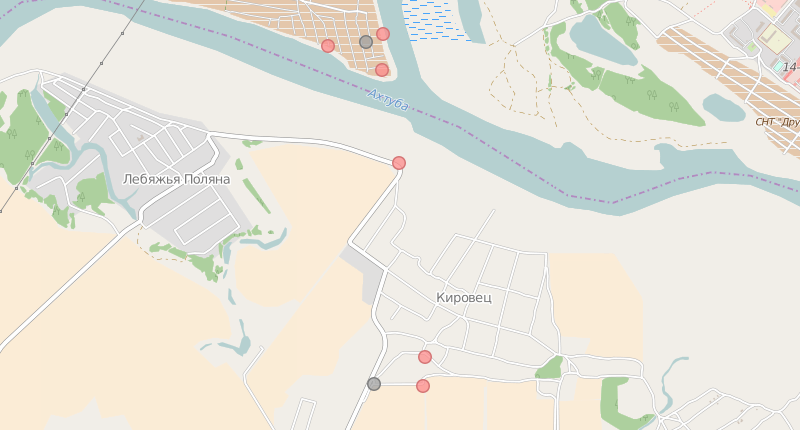 14
Ахтуба
СНТ "Дру
Лебяжья Поляна
Кировец